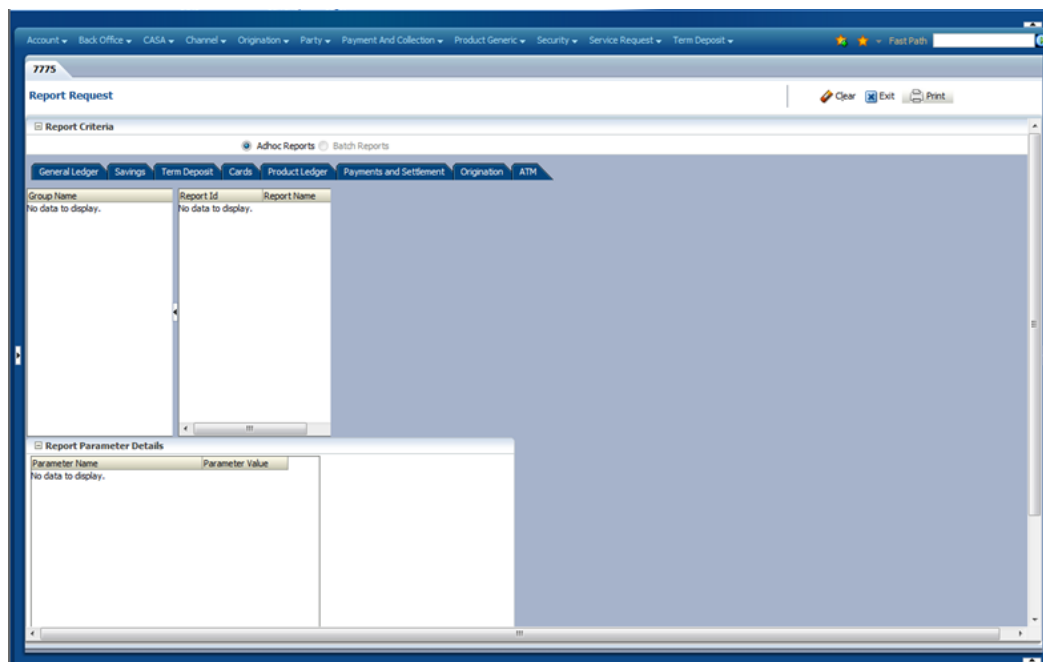 Account Back Office CASA Channel Origination Party Payment And Collection Product Generic Security Service Request Term Deposit Fast Path
7775
Report Request Clear Exit Print
Report Criteria
Adhoc Reports Batch Reports
General Ledger Savings Term Deposit Cards Product Ledger Payments and Settlement Origination ATM
Group Name Report Id Report Name
No data to display. No data to display.
Report Parameter Details
Parameter Name Parameter Value
No data to display.